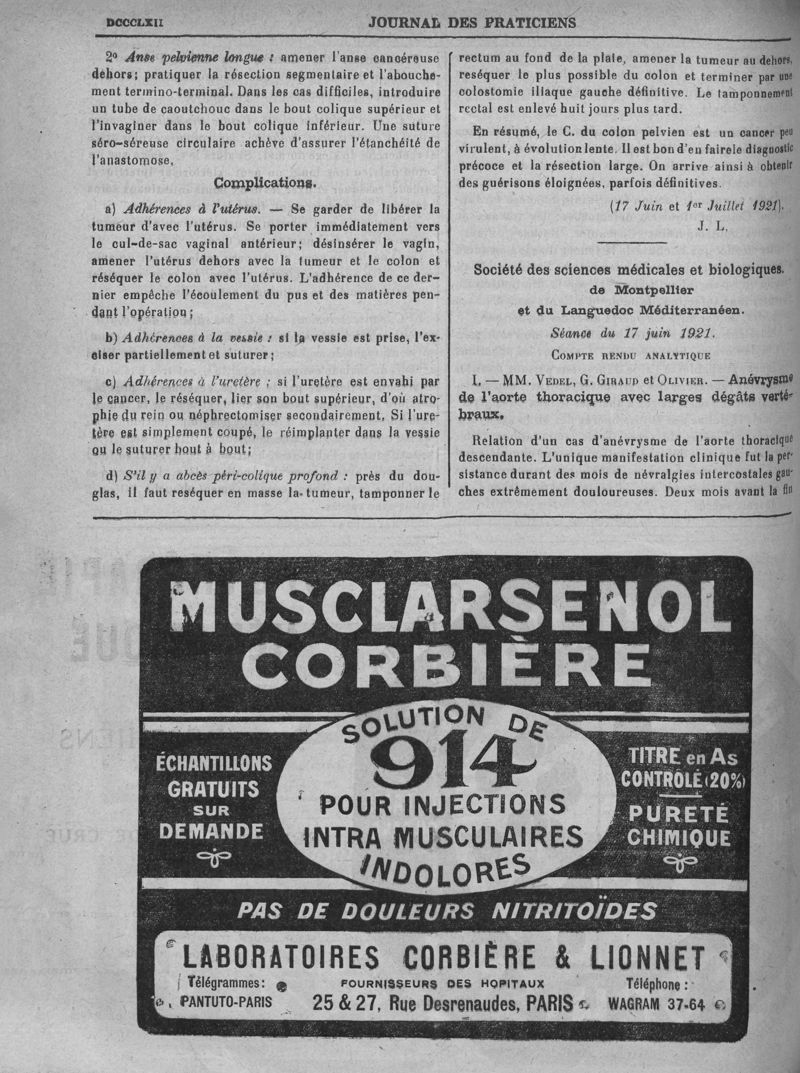 DCCCLXII
JOURNAL DES PRATICIENS
2º Anse pelvienne longue : amener l'anse cancéreuse
dehors; pratiquer la résection segmentaire et l'abouche-
ment termino-terminal. Dans les cas difficiles, introduire
un tube de caoutchouc dans le bout colique supérieur et
l'invaginer dans le bout colique inférieur. Une suture
séro-séreuse circulaire achève d'assurer l'étanchéité de
l'anastomose.
Complications.
a) Adhérences à l'utérus. — Se garder de libérer la
tumeur d'avec l'utérus. Se porter immédiatement vers
le cul-de-sac vaginal antérieur; désinsérer le vagin,
amener l'utérus dehors avec la tumeur et le colon et
réséquer le colon avec l'utérus. L'adhérence de ce der-
nier empêche l'écoulement du pus et des matières pen-
dant l'opération;
b) Adhérences à la vessie : si la vessie est prise, l'ex-
ciser partiellement et suturer;
c) Adhérences à l'uretère ; si l'uretère est envahi par
le cancer, le réséquer, lier son bout supérieur, d'où atro-
phie du rein ou néphrectomiser secondairement. Si l'ure-
tère est simplement coupé, le réimplanter dans la vessie
ou le suturer bout à bout;
d) S'il y a abcès péri-colique profond : près du dou-
glas, il faut reséquer en masse la tumeur, tamponner le
rectum au fond de la plaie, amener la tumeur au dehors,
reséquer le plus possible du colon et terminer par une
colostomie iliaque gauche définitive. Le tamponnement
rectal est enlevé huit jours plus tard.
En résumé, le C. du colon pelvien est un cancer peu
virulent, à évolution lente. Il est bon d'en faire le diagnostic
précoce et la résection large. On arrive ainsi à obtenir
des guérisons éloignées, parfois définitives.
(17 Juin et 1er Juillet 1921).
J. L.
Société des sciences médicales et biologiques.
de Montpellier
et du Languedoc Méditerranéen.
Séance du 17 juin 1921.
COMPTE RENDU ANALYTIQUE
I. — MM. VEDEL, G. GIRAUD et OLIVIER. — Anévrysme
de l'aorte thoracique avec larges dégâts verté-
braux.
Relation d'un cas d'anévrysme de l'aorte thoracique
descendante. L'unique manifestation clinique fut la per-
sistance durant des mois de névralgies intercostales gau-
ches extrêmement douloureuses. Deux mois avant la fin
MUSCLARSENOL
CORBIÈRE
SOLUTION DE
914
POUR INJECTIONS
INTRA MUSCULAIRES
INDOLORES
ÉCHANTILLONS
GRATUITS
SUR
DEMANDE
TITRE en As
CONTRÔLÉ (20%)
PURETÉ
CHIMIQUE
PAS DE DOULEURS NITRITOÏDES
LABORATOIRES CORBIÈRE & LIONNET
Télégrammes:
PANTUTO-PARIS
FOURNISSEURS DES HOPITAUX
25 & 27, Rue Desrenaudes, PARIS
Téléphone :
WAGRAM 37-64